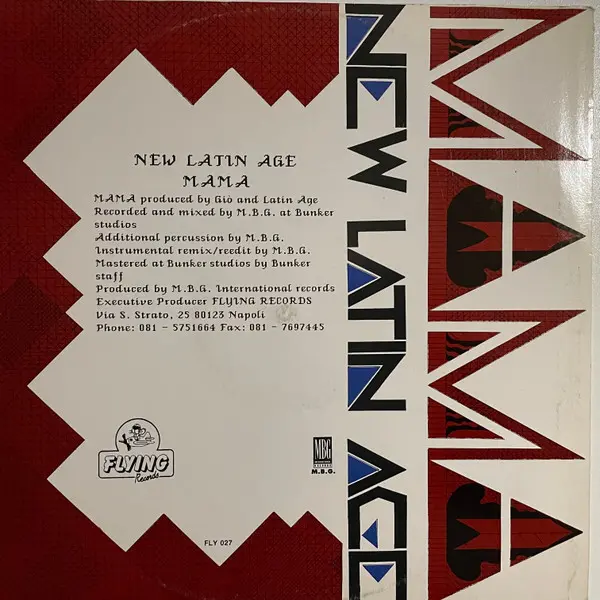 NEW LATIN AGE
MAMA
MAMA produced by Giò and Latin Age
Recorded and mixed by M.B.G. at Bunker
studios
Additional percussion by M.B.G.
Instrumental remix/reedit by M.B.G.
Mastered at Bunker studios by Bunker
staff
Produced by M.B.G. International records
Executive Producer FLYING RECORDS
Via S. Strato, 25 80123 Napoli
Phone: 081 - 5751664 Fax: 081 - 7697445
FLYING
Records
MBG
M.B.G.
FLY 027
NEW LATIN AGE
MAMA